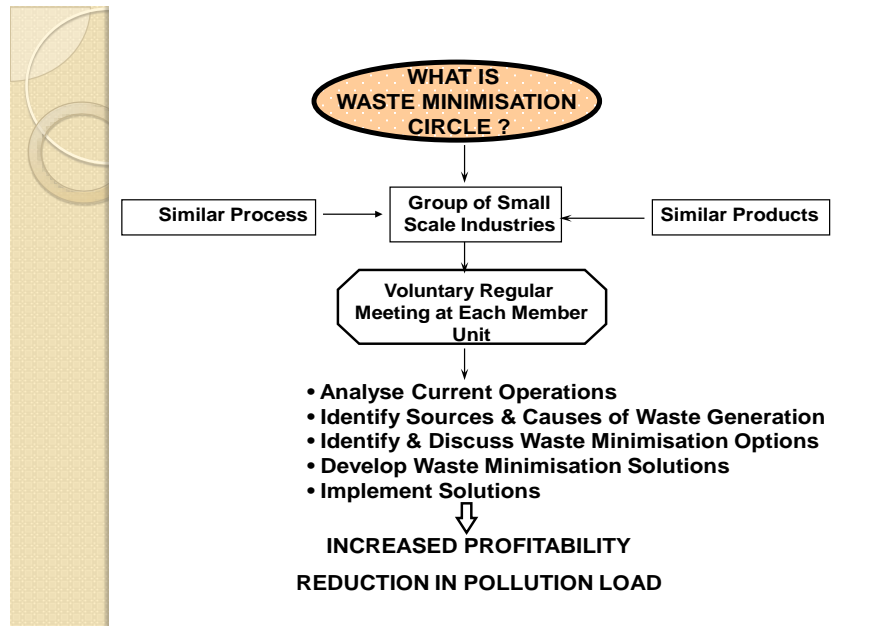 WHAT IS
WASTE MINIMISATION
CIRCLE ?
Similar Process
Group of Small
Scale Industries
Similar Products
Voluntary Regular
Meeting at Each Member
Unit
• Analyse Current Operations
• Identify Sources & Causes of Waste Generation
• Identify & Discuss Waste Minimisation Options
• Develop Waste Minimisation Solutions
• Implement Solutions
INCREASED PROFITABILITY
REDUCTION IN POLLUTION LOAD